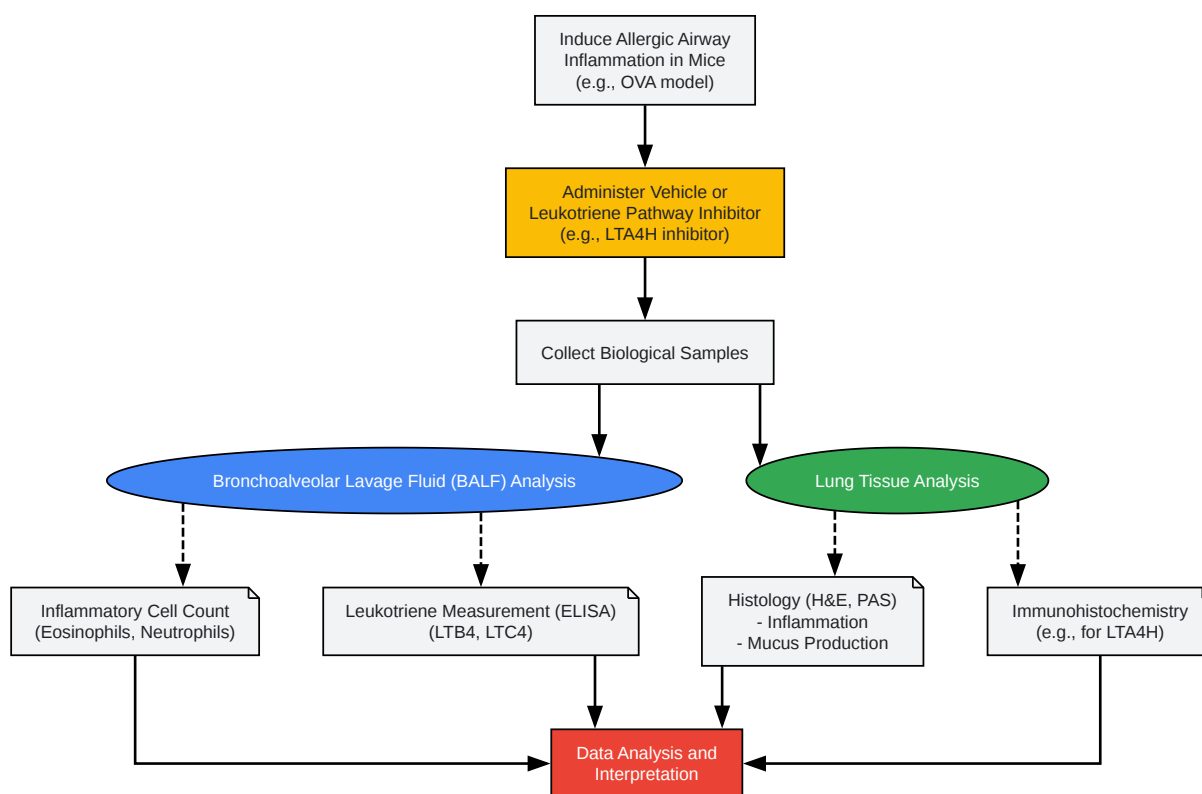 Induce Allergic Airway
Inflammation in Mice
(e.g., OVA model)
Administer Vehicle or
Leukotriene Pathway Inhibitor
(e.g., LTA4H inhibitor)
Collect Biological Samples
Bronchoalveolar Lavage Fluid (BALF) Analysis
Lung Tissue Analysis
Inflammatory Cell Count
(Eosinophils, Neutrophils)
Leukotriene Measurement (ELISA)
(LTB4, LTC4)
Histology (H&E, PAS)
- Inflammation
- Mucus Production
Immunohistochemistry
(e.g., for LTA4H)
Data Analysis and
Interpretation